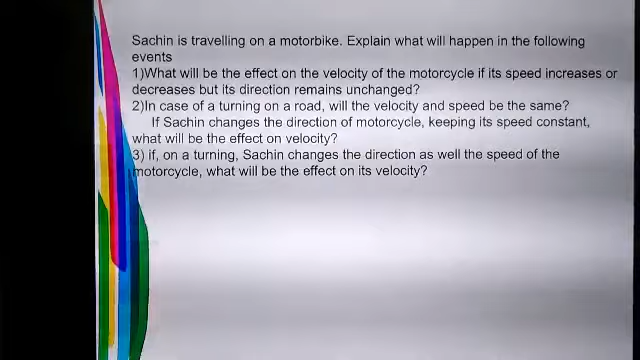 Sachin is travelling on a motorbike. Explain what will happen in the following
events
1)What will be the effect on the velocity of the motorcycle if its speed increases or
decreases but its direction remains unchanged?
2)In case of a turning on a road, will the velocity and speed be the same?
If Sachin changes the direction of motorcycle, keeping its speed constant,
what will be the effect on velocity?
3) if, on a turning, Sachin changes the direction as well the speed of the
motorcycle, what will be the effect on its velocity?